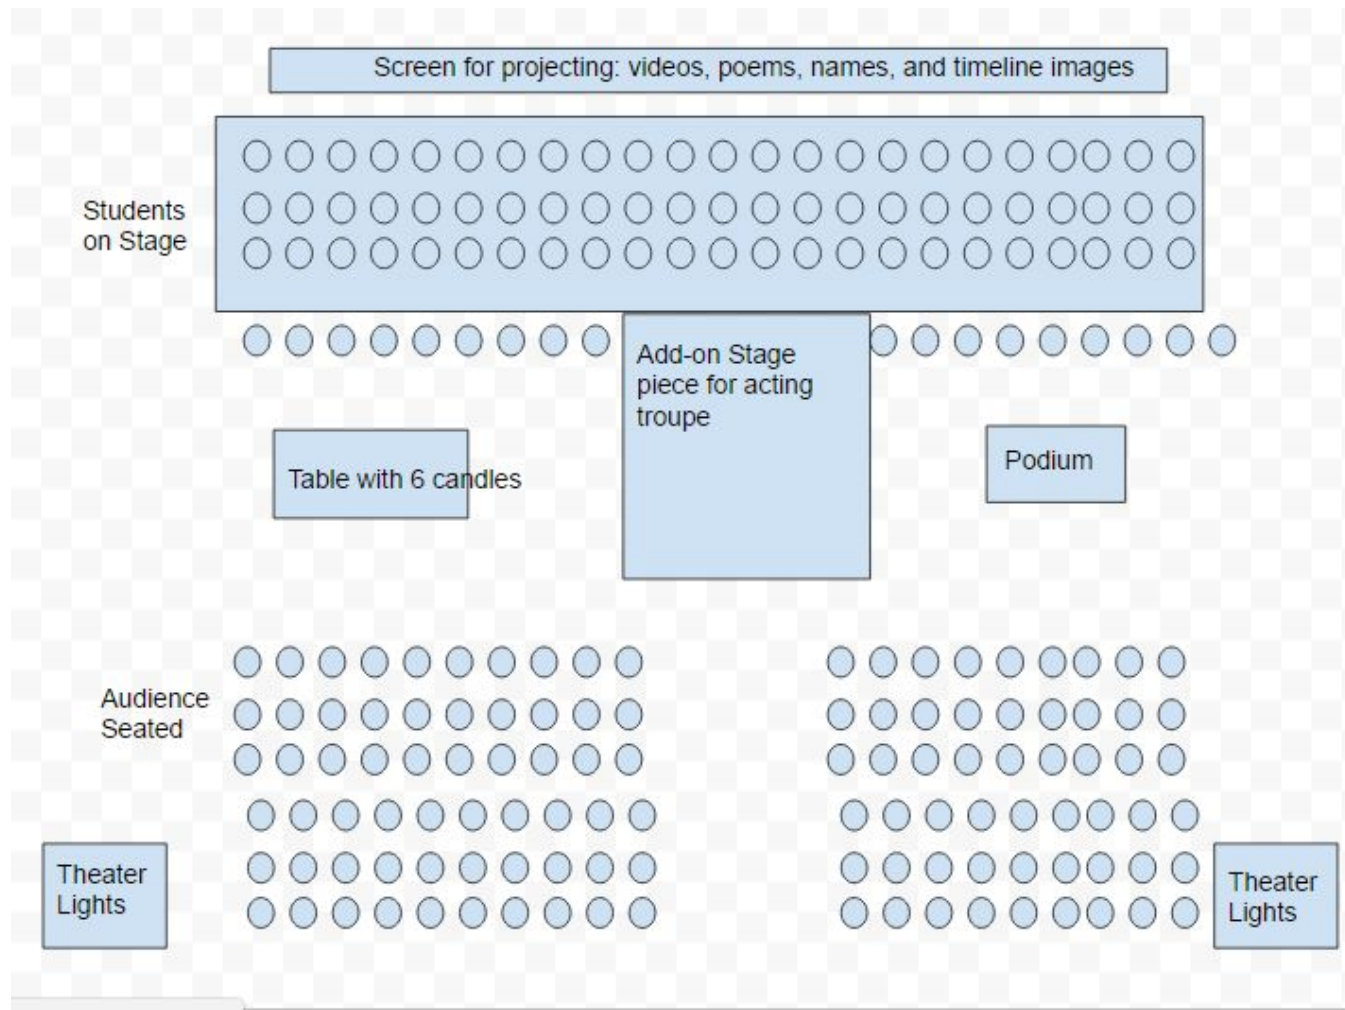 Screen for projecting: videos, poems, names, and timeline images
Students
on Stage
Add-on Stage
piece for acting
troupe
Table with 6 candles
Podium
Audience
Seated
Theater
Lights
Theater
Lights